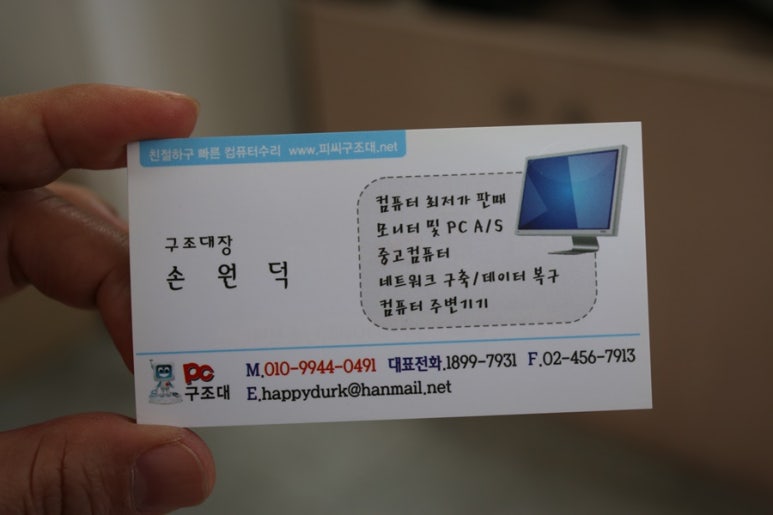 친절하구 빠른 컴퓨터수리 www.피씨구조대.net
컴퓨터 최저가 판매
모니터 및 PC A/S
중고컴퓨터
네트워크 구축/데이터 복구
컴퓨터 주변기기
구조대장
손 원 덕
PC
구조대
M.010-9944-0491 대표전화.1899-7931 F.02-456-7913
E.happydurk@hanmail.net